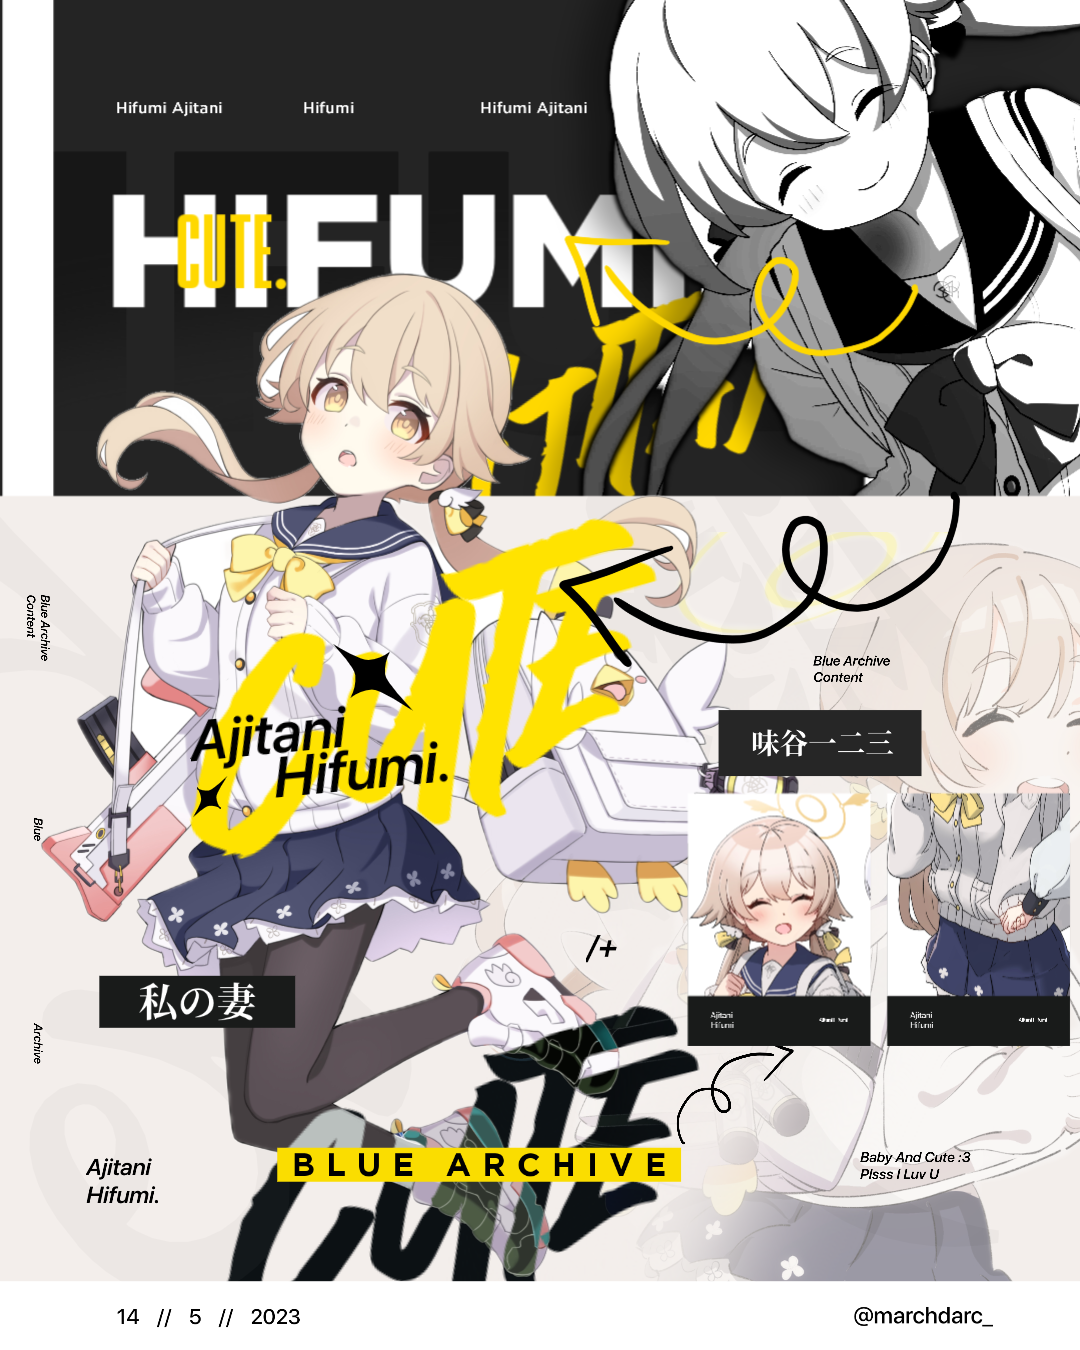 Hifumi Ajitani
Hifumi
Hifumi Ajitani
HIFUMI
CUTE.
CUTE
Blue Archive
Content
Blue Archive
Content
CUTE
Ajitani
Hifumi.
味谷一二三
Blue
/+
Ajitani
Hifumi
Ajitani
Hifumi
私の妻
Archive
CUTE
BLUE ARCHIVE
Ajitani
Hifumi.
Baby And Cute :3
Plsss I Luv U
14 // 5 // 2023
@marchdarc_